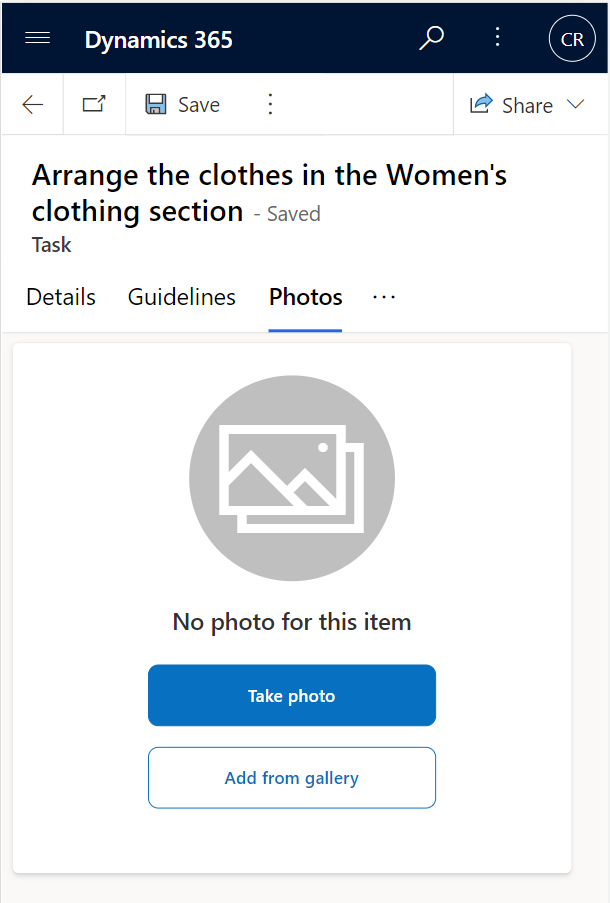 Dynamics 365
CR
Save
Share
Arrange the clothes in the Women's
clothing section - Saved
Task
Details Guidelines Photos ...
No photo for this item
Take photo
Add from gallery